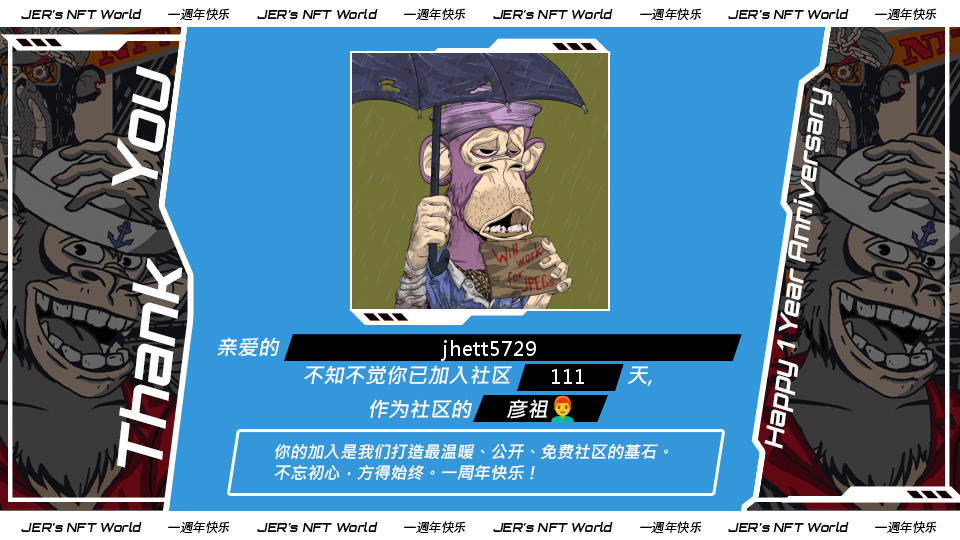 JER's NFT World 一週年快乐 JER's NFT World 一週年快乐 JER's NFT World 一週年快乐 JER's NFT World 一週年快乐
Thank You
Will work
for JPEGs
亲爱的 jhett5729
不知不觉你已加入社区 111 天,
作为社区的 彦祖👨‍🦰
你的加入是我们打造最温暖、公开、免费社区的基石。
不忘初心,方得始终。一周年快乐!
Happy 1 Year Anniversary
JER's NFT World 一週年快乐 JER's NFT World 一週年快乐 JER's NFT World 一週年快乐 JER's NFT World 一週年快乐